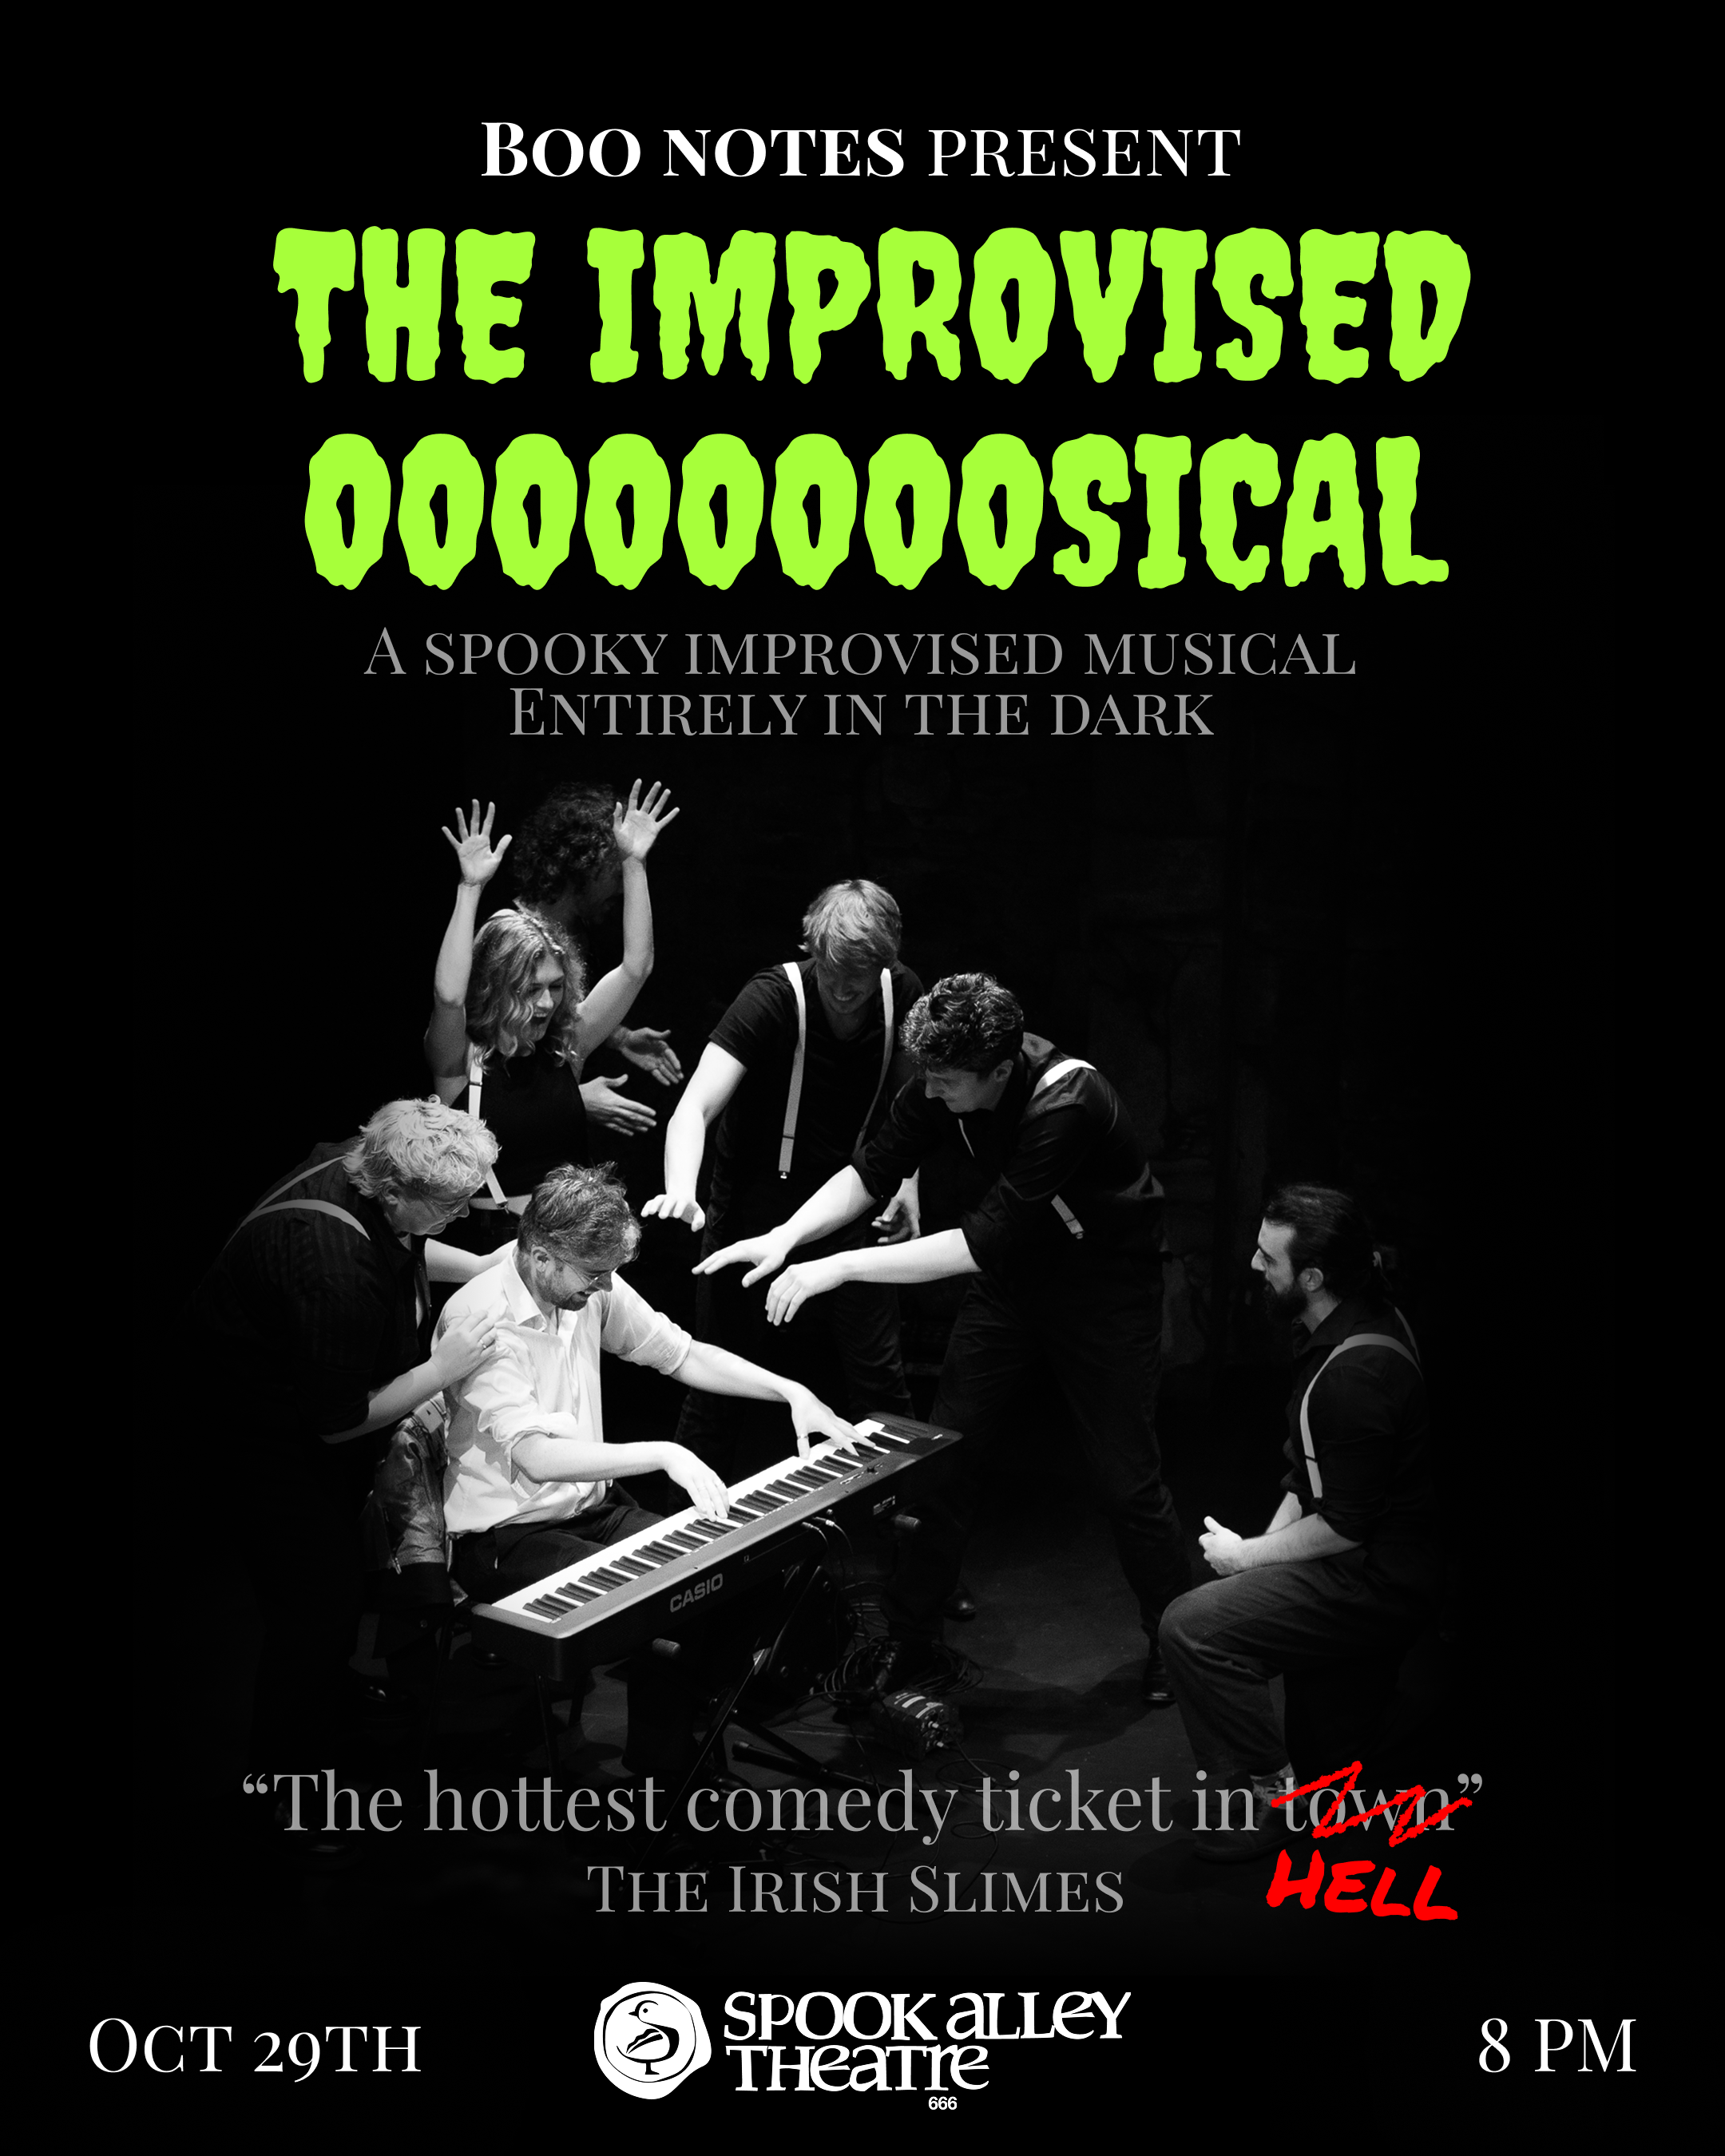 Boo notes present
THE IMPROVISED
OOOOOOOOSICAL
A spooky improvised musical
Entirely in the dark
CASIO
“The hottest comedy ticket in town”
HELL
The Irish Slimes
Oct 29th
SPOOK ALLEY
THEATRE
666
8 PM